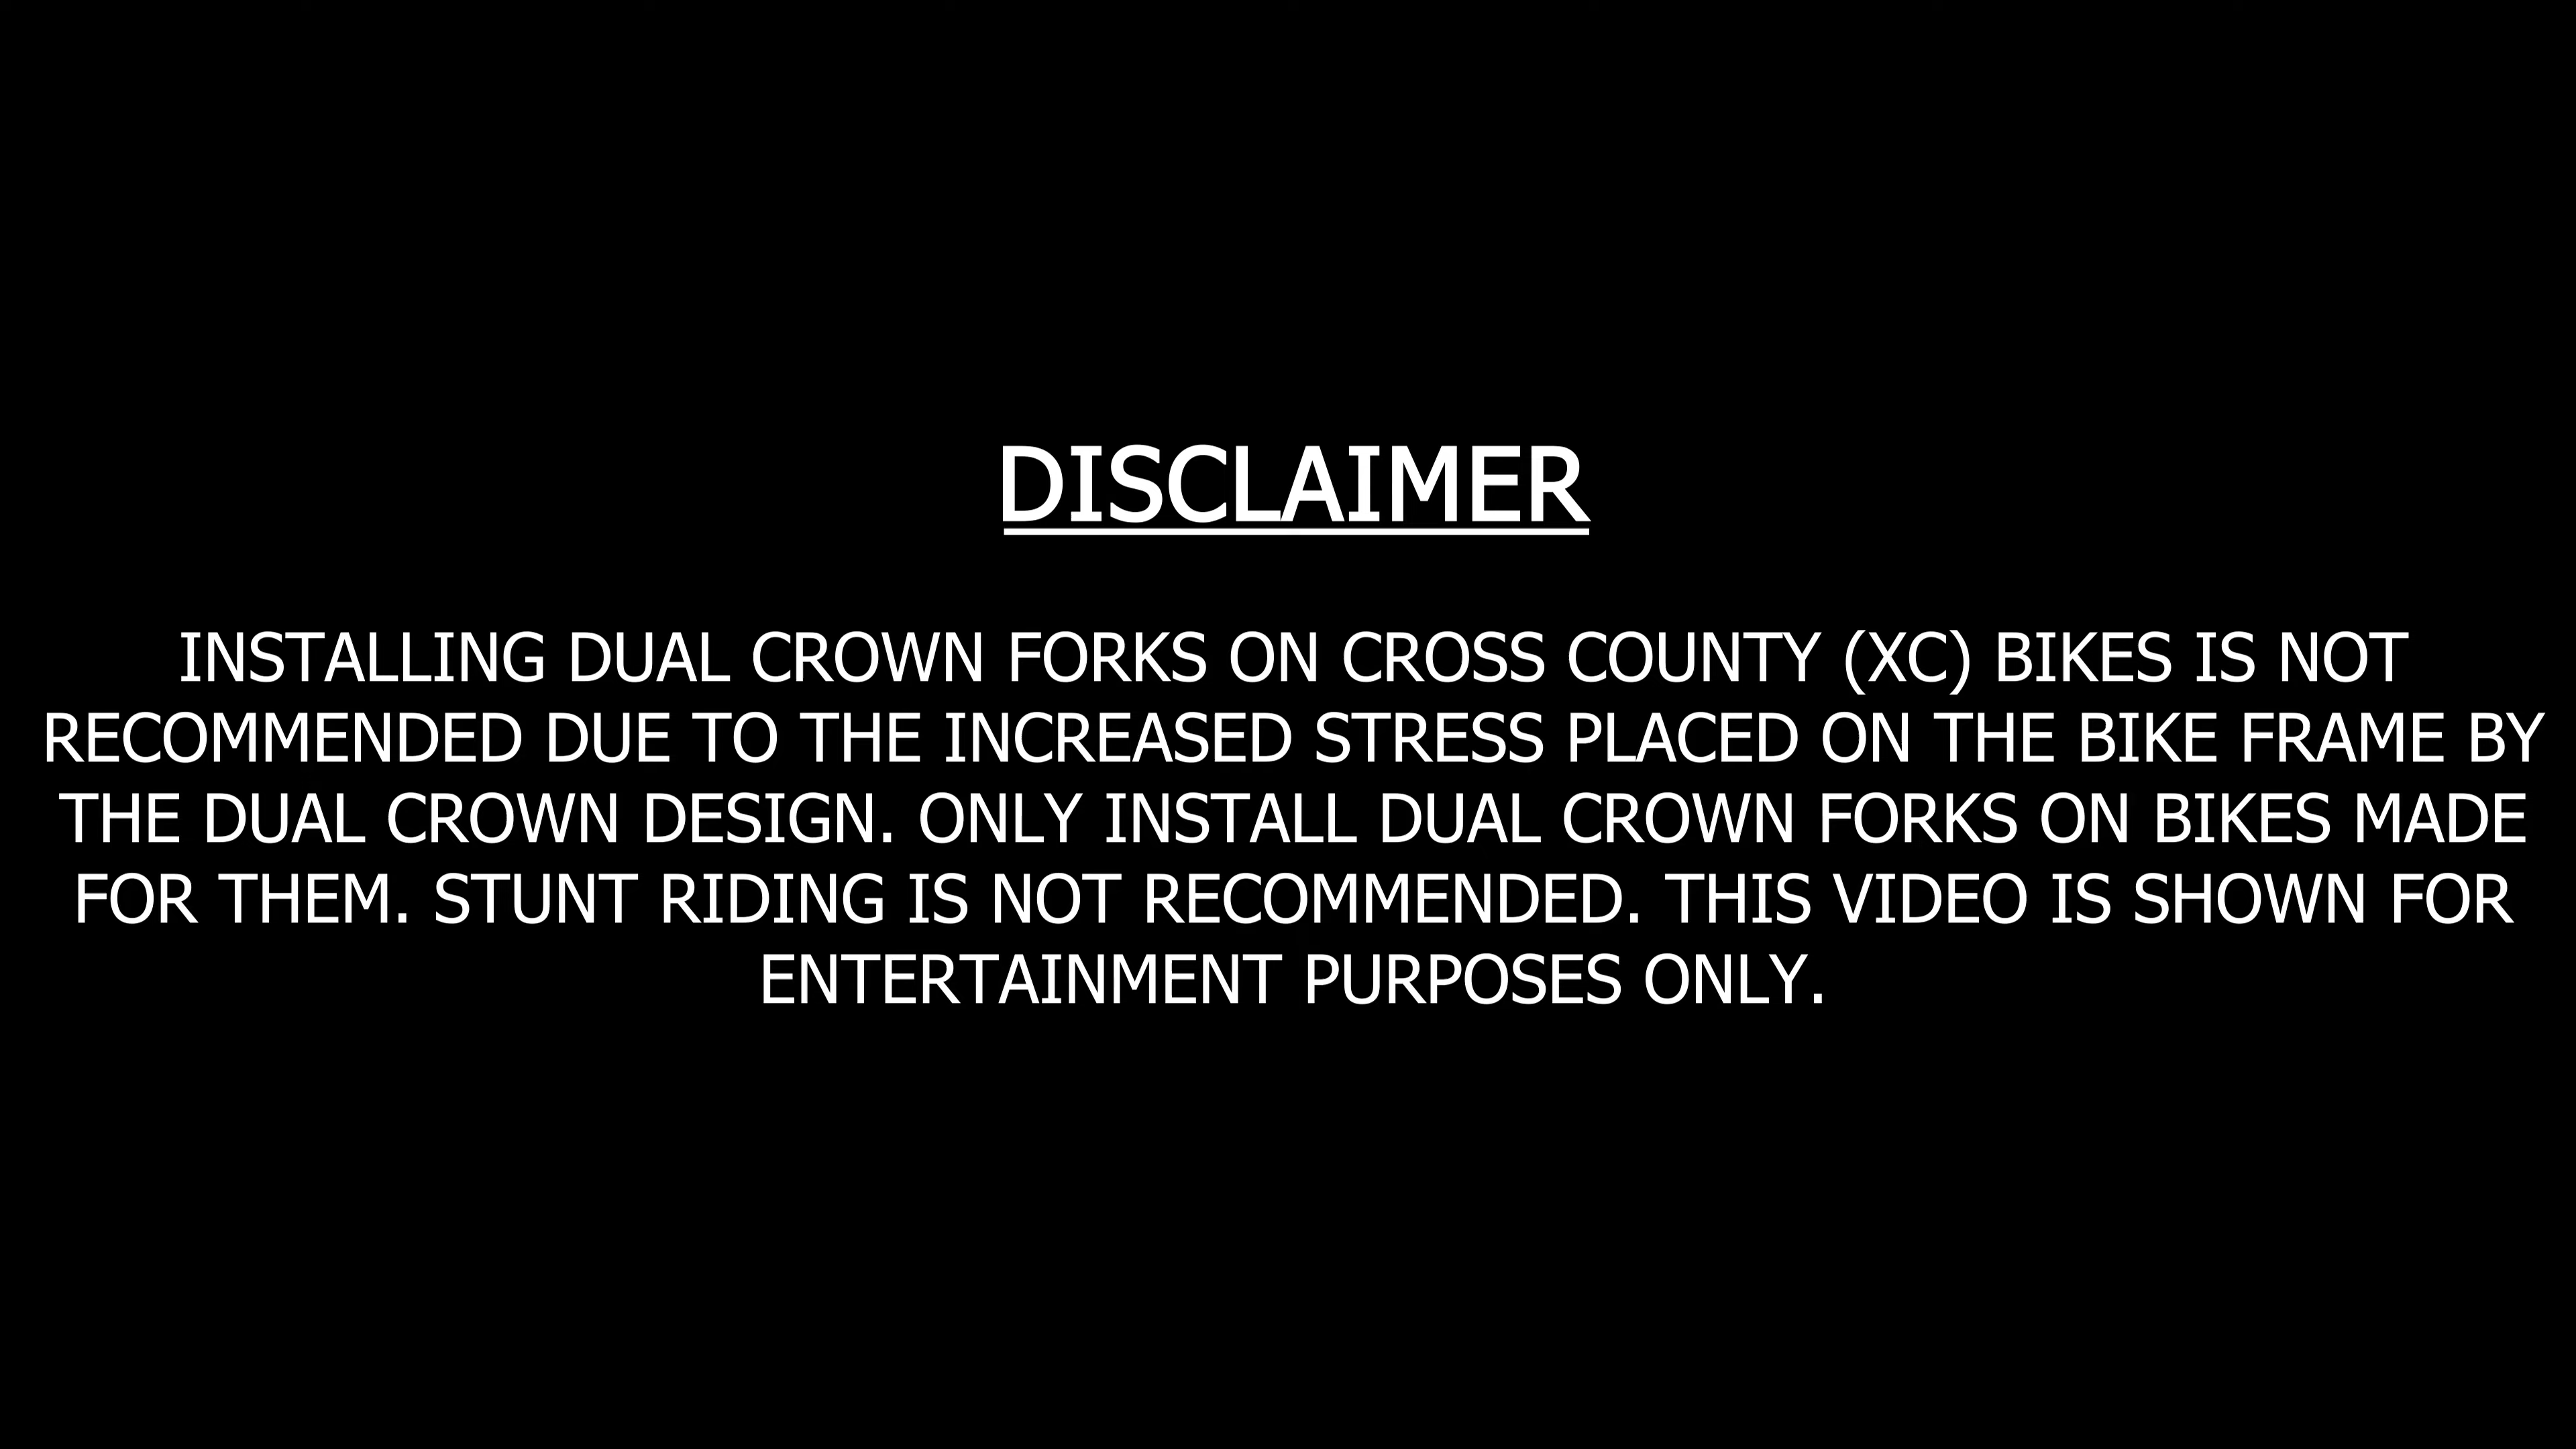 DISCLAIMER
INSTALLING DUAL CROWN FORKS ON CROSS COUNTY (XC) BIKES IS NOT
RECOMMENDED DUE TO THE INCREASED STRESS PLACED ON THE BIKE FRAME BY
THE DUAL CROWN DESIGN. ONLY INSTALL DUAL CROWN FORKS ON BIKES MADE
FOR THEM. STUNT RIDING IS NOT RECOMMENDED. THIS VIDEO IS SHOWN FOR
ENTERTAINMENT PURPOSES ONLY.